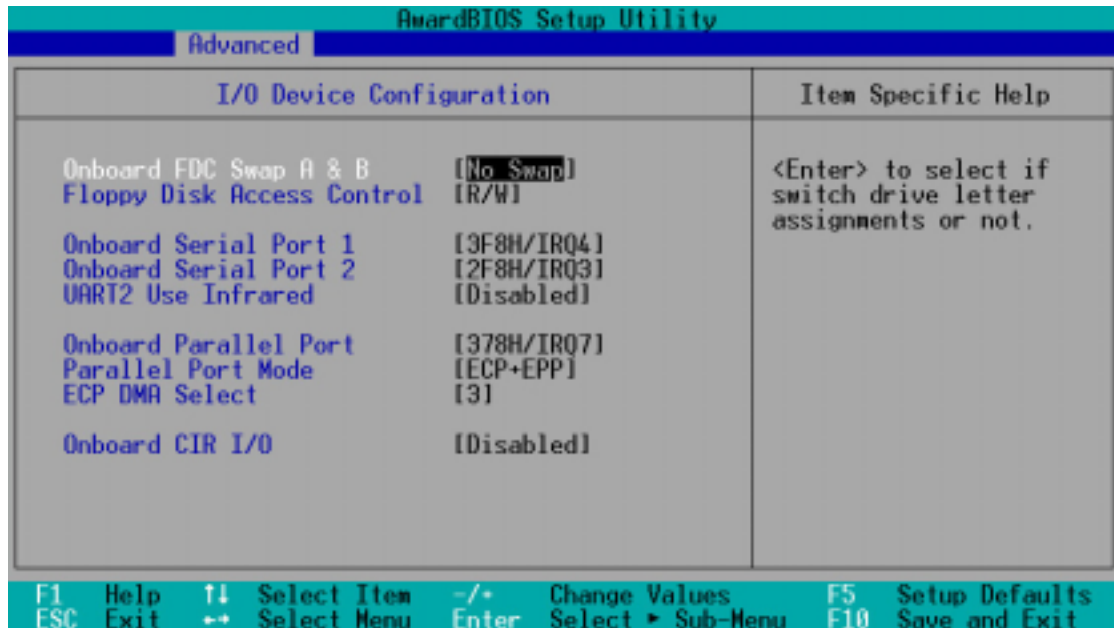 AwardBIOS Setup Utility
Advanced
I/O Device Configuration
Item Specific Help
Onboard FDC Swap A & B [No Swap]
Floppy Disk Access Control [R/W]
Onboard Serial Port 1 [3F8H/IRQ4]
Onboard Serial Port 2 [2F8H/IRQ3]
UART2 Use Infrared [Disabled]
Onboard Parallel Port [378H/IRQ7]
Parallel Port Mode [ECP+EPP]
ECP DMA Select [3]
Onboard CIR I/O [Disabled]
<Enter> to select if
switch drive letter
assignments or not.
F1 Help ↑↓ Select Item -/+ Change Values F5 Setup Defaults
ESC Exit ←→ Select Menu Enter Select ► Sub-Menu F10 Save and Exit